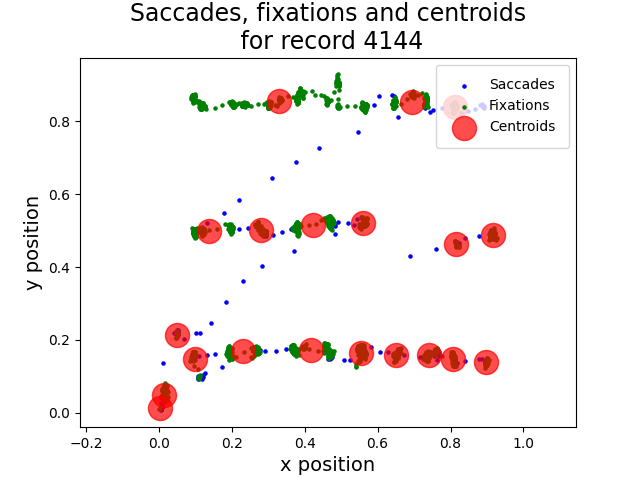 Saccades, fixations and centroids
for record 4144
Saccades
Fixations
Centroids
y position
0.8
0.6
0.4
0.2
0.0
−0.2 0.0 0.2 0.4 0.6 0.8 1.0
x position